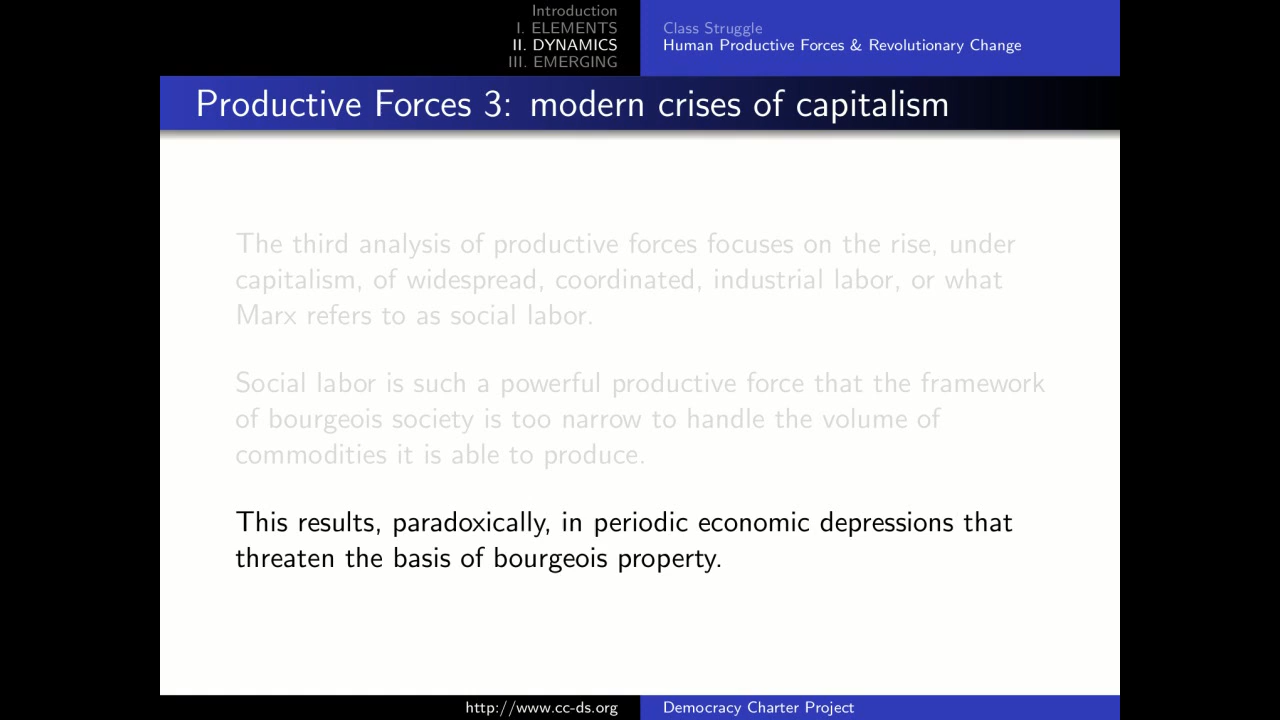 Introduction
I. ELEMENTS
II. DYNAMICS
III. EMERGING
Class Struggle
Human Productive Forces & Revolutionary Change
Productive Forces 3: modern crises of capitalism
The third analysis of productive forces focuses on the rise, under
capitalism, of widespread, coordinated, industrial labor, or what
Marx refers to as social labor.
Social labor is such a powerful productive force that the framework
of bourgeois society is too narrow to handle the volume of
commodities it is able to produce.
This results, paradoxically, in periodic economic depressions that
threaten the basis of bourgeois property.
http://www.cc-ds.org
Democracy Charter Project